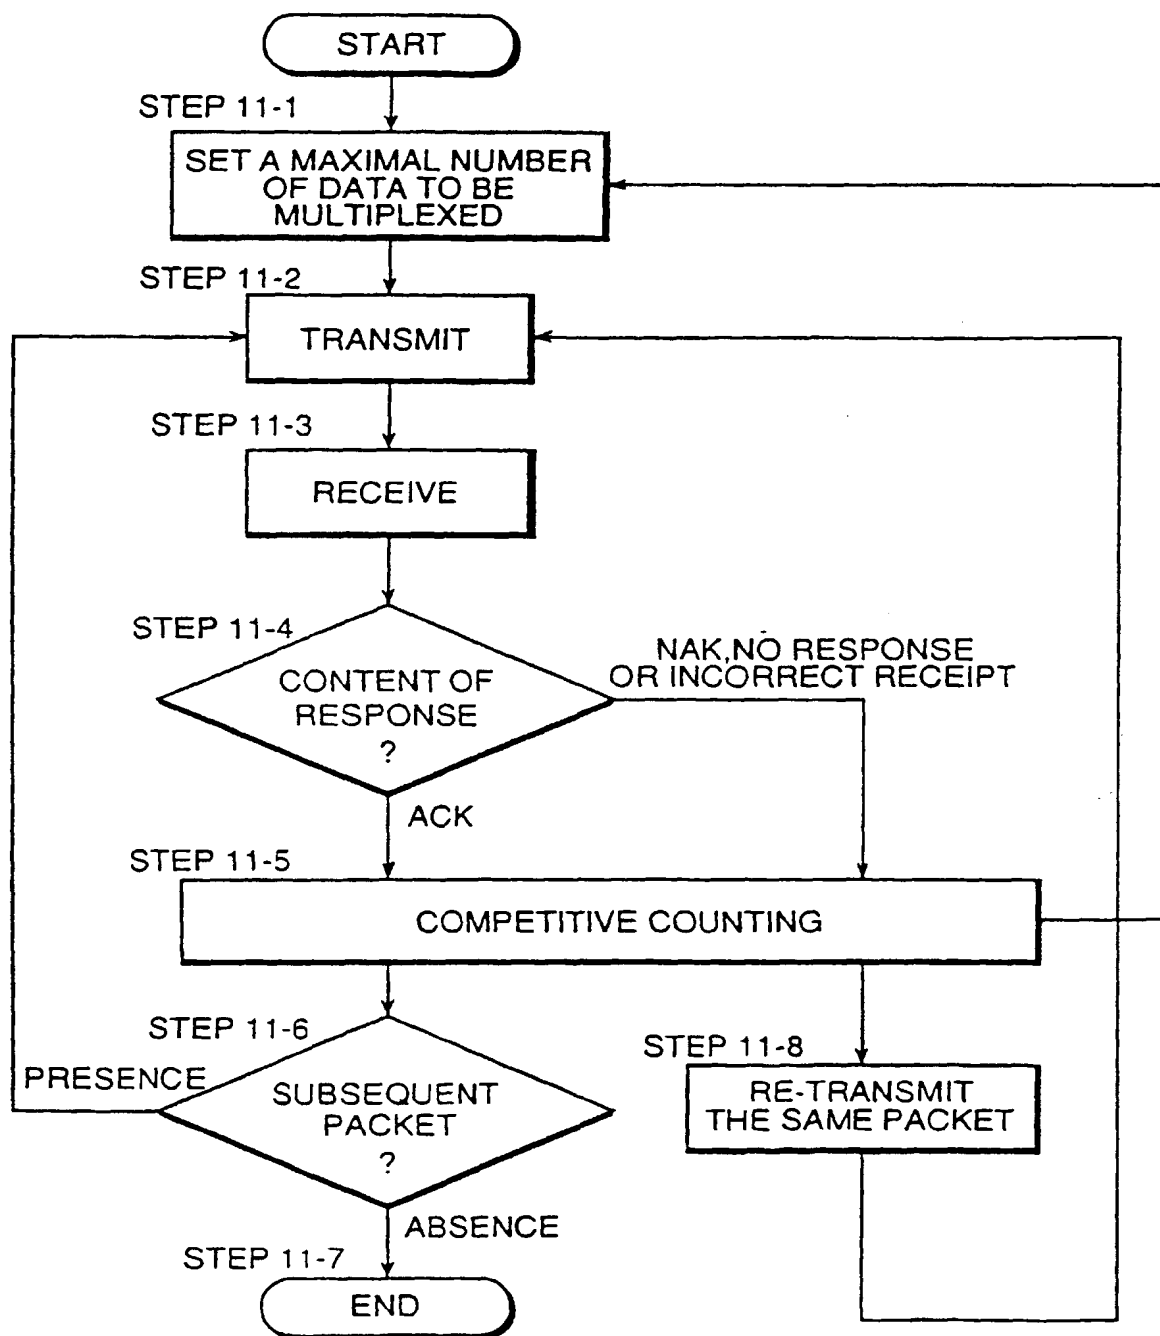 START
STEP 11-1
SET A MAXIMAL NUMBER
OF DATA TO BE
MULTIPLEXED
STEP 11-2
TRANSMIT
STEP 11-3
RECEIVE
STEP 11-4
CONTENT OF
RESPONSE
?
NAK,NO RESPONSE
OR INCORRECT RECEIPT
ACK
STEP 11-5
COMPETITIVE COUNTING
STEP 11-6
PRESENCE
SUBSEQUENT
PACKET
?
STEP 11-8
RE-TRANSMIT
THE SAME PACKET
ABSENCE
STEP 11-7
END